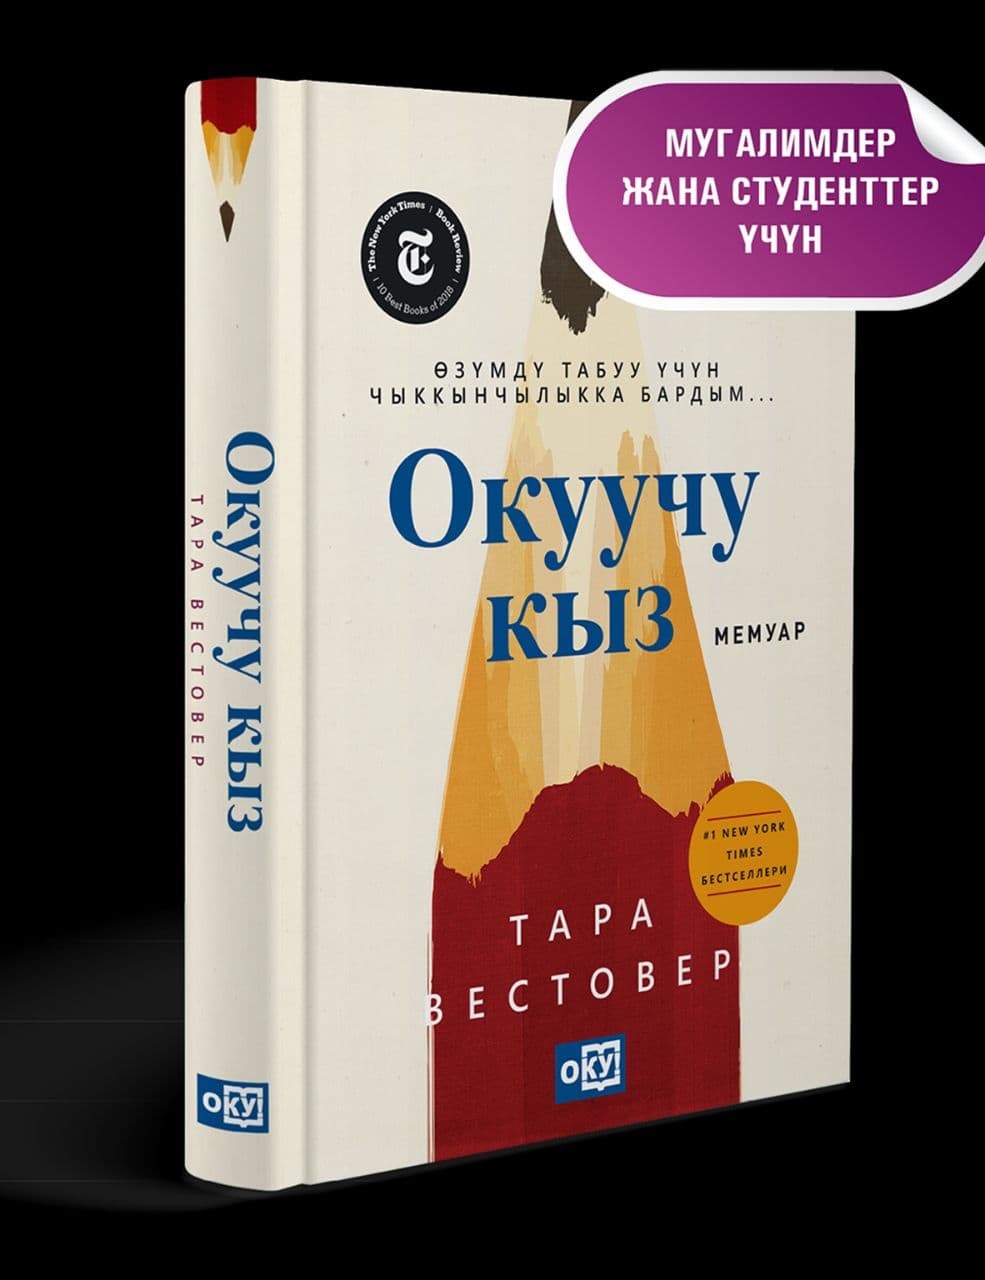 МУГАЛИМДЕР
ЖАНА СТУДЕНТТЕР
ҮЧҮН
The New York Times | Book Review
10 Best Books of 2018
ӨЗҮМДҮ ТАБУУ ҮЧҮН
ЧЫККЫНЧЫЛЫККА БАРДЫМ...
Окуучу
кыз
МЕМУАР
#1 NEW YORK
TIMES
БЕСТСЕЛЛЕРИ
ТАРА
ВЕСТОВЕР
ОКУ!
ТАРА ВЕСТОВЕР
Окуучу кыз
ОКУ!